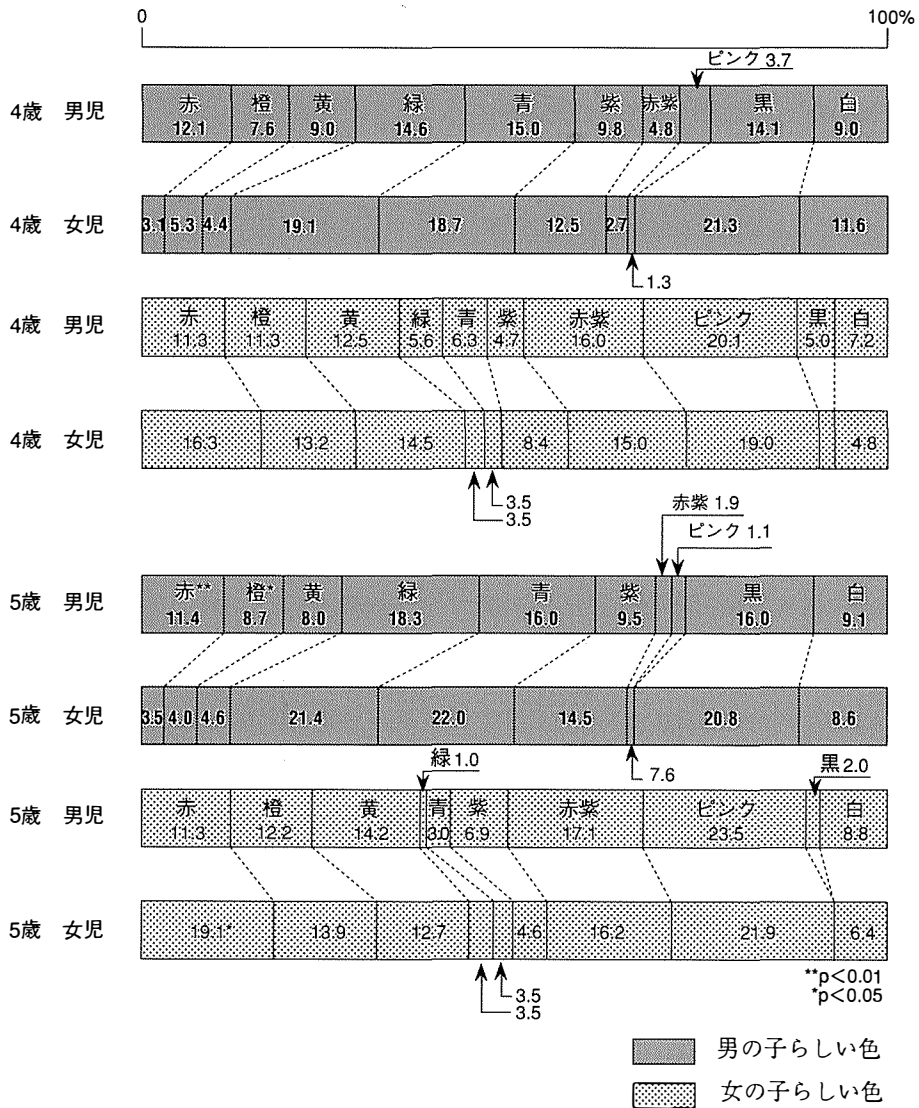 0 100%
ピンク 3.7
4歳 男児 赤 橙 黄 緑 青 紫 赤紫 黒 白
12.1 7.6 9.0 14.6 15.0 9.8 4.8 14.1 9.0
4歳 女児 3.1 5.3 4.4 19.1 18.7 12.5 2.7 21.3 11.6
1.3
4歳 男児 赤 橙 黄 緑 青 紫 赤紫 ピンク 黒 白
11.3 11.3 12.5 5.6 6.3 4.7 16.0 20.1 5.0 7.2
4歳 女児 16.3 13.2 14.5 8.4 15.0 19.0 4.8
3.5
3.5
赤紫 1.9
ピンク 1.1
5歳 男児 赤** 橙* 黄 緑 青 紫 黒 白
11.4 8.7 8.0 18.3 16.0 9.5 16.0 9.1
5歳 女児 3.5 4.0 4.6 21.4 22.0 14.5 20.8 8.6
7.6
緑 1.0 黒 2.0
5歳 男児 赤 橙 黄 青 紫 赤紫 ピンク 白
11.3 12.2 14.2 3.0 6.9 17.1 23.5 8.8
5歳 女児 19.1* 13.9 12.7 4.6 16.2 21.9 6.4
3.5
3.5
**p<0.01
*p<0.05
男の子らしい色
女の子らしい色